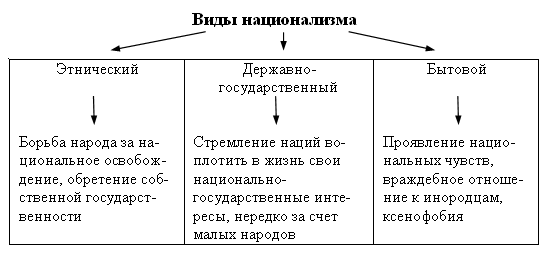 Виды национализма
Этнический
Борьба народа за на-
циональное освобож-
дение, обретение соб-
ственной государст-
венности
Державно-
государственный
Стремление наций во-
плотить в жизнь свои
национально-
государственные инте-
ресы, нередко за счет
малых народов
Бытовой
Проявление нацио-
нальных чувств,
враждебное отноше-
ние к инородцам,
ксенофобия